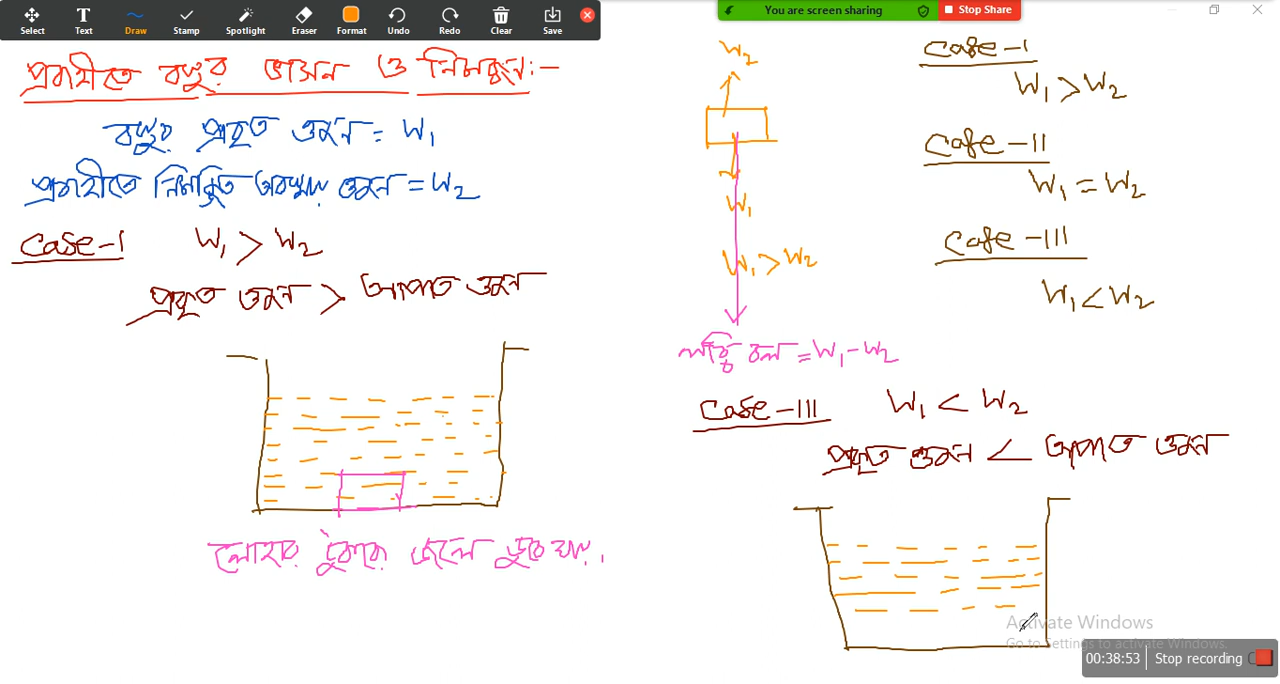 Select Text Draw Stamp Spotlight Eraser Format Undo Redo Clear Save
You are screen sharing Stop Share
প্রবাহীতে বস্তুর ভাসন ও নিমজ্জন:-
বস্তুর প্রকৃত ওজন = W₁
প্রবাহীতে নিমজ্জিত অবস্থায় ওজন = W₂
Case-I W₁ > W₂
প্রকৃত ওজন > আপাত ওজন
লোহার টুকরো জলে ডুবে যায়।
W₂
W₁
W₁ > W₂
লব্ধি বল = W₁ - W₂
Case-I
W₁ > W₂
Case-II
W₁ = W₂
Case-III
W₁ < W₂
Case-III W₁ < W₂
প্রকৃত ওজন < আপাত ওজন
Activate Windows
Go to Settings to activate Windows.
00:38:53 Stop recording